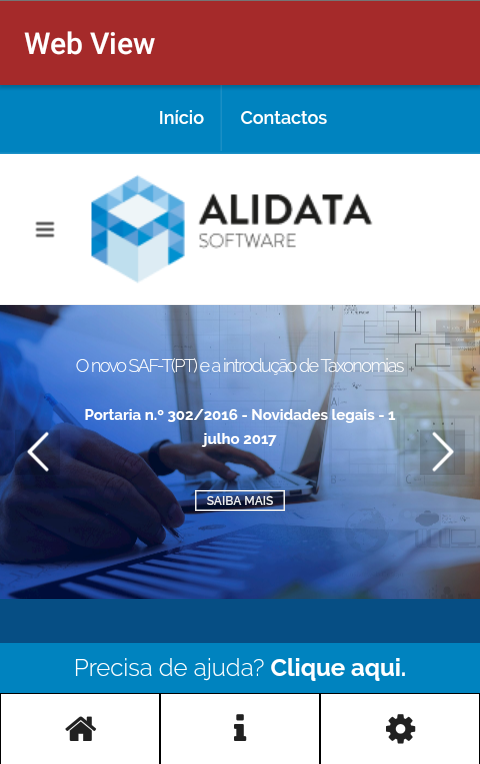 Web View
Início
Contactos
ALIDATA
SOFTWARE
O novo SAF-T(PT) e a introdução de Taxonomias
Portaria n.º 302/2016 - Novidades legais - 1
julho 2017
SAIBA MAIS
Precisa de ajuda? Clique aqui.